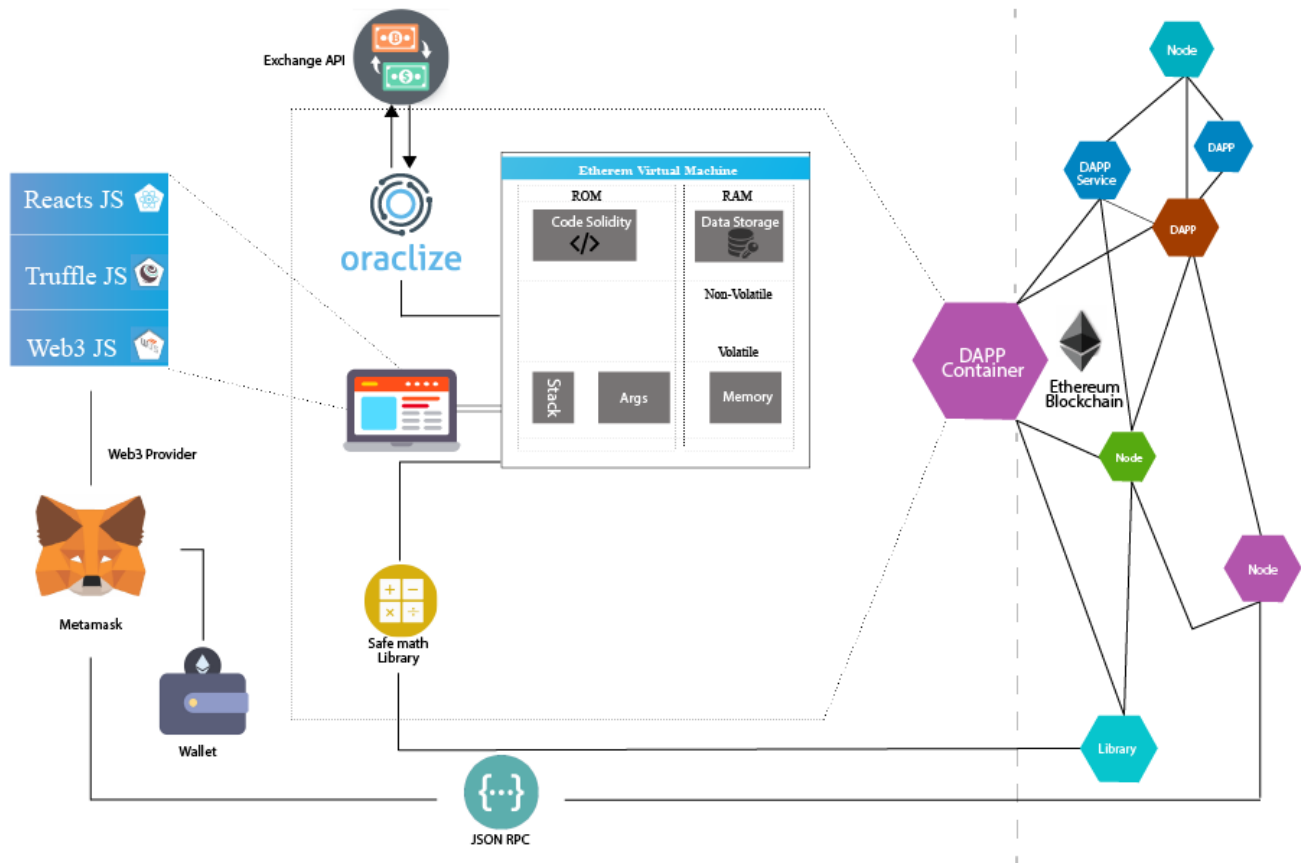 Exchange API
Node
DAPP
DAPP
Service
DAPP
Etherem Virtual Machine
ROM
RAM
Code Solidity
</>
Data Storage
Reacts JS
Truffle JS
Web3 JS
oraclize
Non-Volatile
Volatile
Stack
Args
Memory
DAPP
Container
Ethereum
Blockchain
Node
Web3 Provider
Metamask
Node
Safe math
Library
Wallet
Library
{...}
JSON RPC